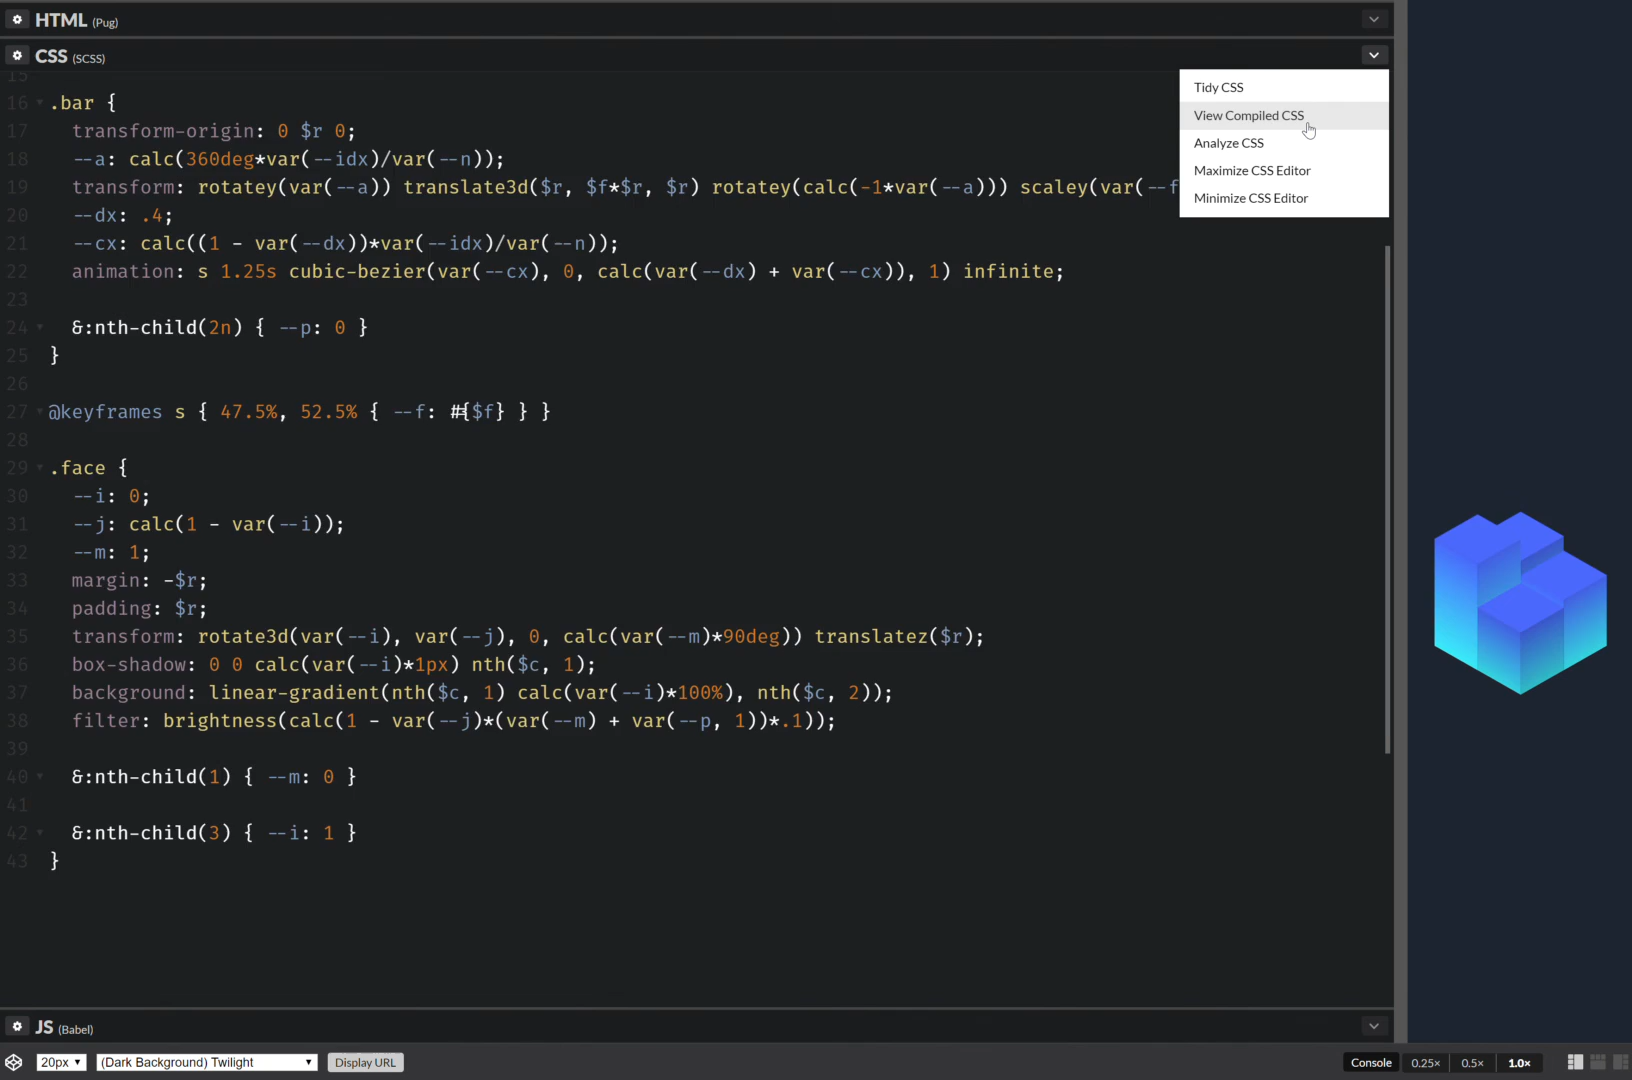 HTML (Pug)
CSS (SCSS)
Tidy CSS
View Compiled CSS
Analyze CSS
Maximize CSS Editor
Minimize CSS Editor
15
16 .bar {
17 transform-origin: 0 $r 0;
18 --a: calc(360deg*var(--idx)/var(--n));
19 transform: rotatey(var(--a)) translate3d($r, $f*$r, $r) rotatey(calc(-1*var(--a))) scaley(var(--f
20 --dx: .4;
21 --cx: calc((1 - var(--dx))*var(--idx)/var(--n));
22 animation: s 1.25s cubic-bezier(var(--cx), 0, calc(var(--dx) + var(--cx)), 1) infinite;
23
24 &:nth-child(2n) { --p: 0 }
25 }
26
27 @keyframes s { 47.5%, 52.5% { --f: #{$f} } }
28
29 .face {
30 --i: 0;
31 --j: calc(1 - var(--i));
32 --m: 1;
33 margin: -$r;
34 padding: $r;
35 transform: rotate3d(var(--i), var(--j), 0, calc(var(--m)*90deg)) translatez($r);
36 box-shadow: 0 0 calc(var(--i)*1px) nth($c, 1);
37 background: linear-gradient(nth($c, 1) calc(var(--i)*100%), nth($c, 2));
38 filter: brightness(calc(1 - var(--j)*(var(--m) + var(--p, 1))*.1));
39
40 &:nth-child(1) { --m: 0 }
41
42 &:nth-child(3) { --i: 1 }
43 }
JS (Babel)
20px (Dark Background) Twilight Display URL Console 0.25× 0.5× 1.0×